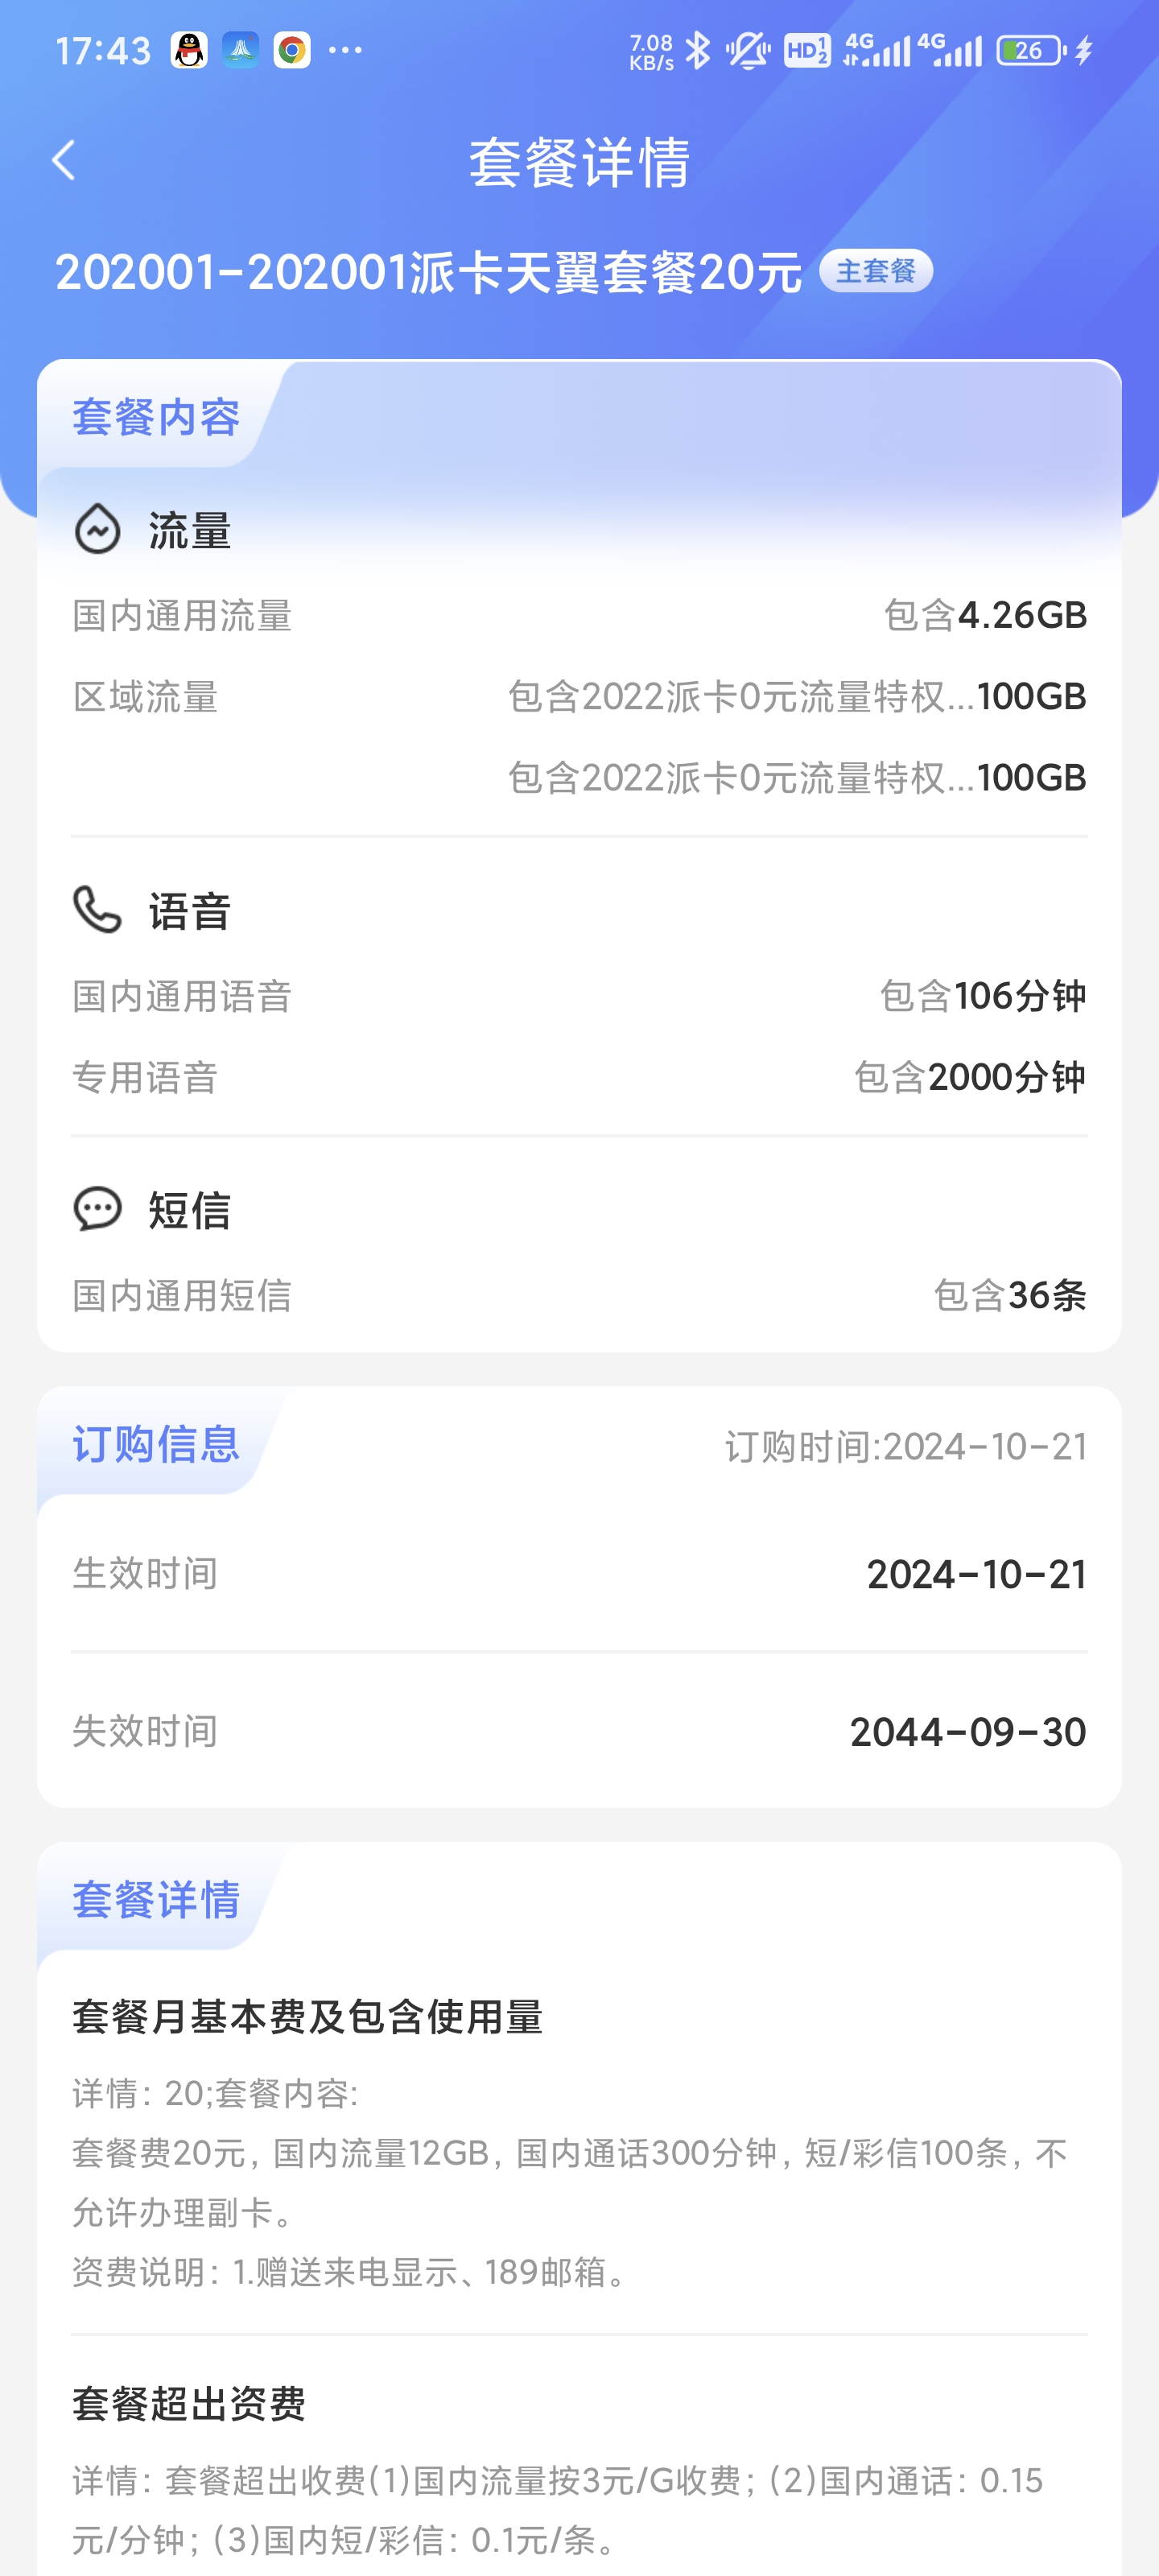 17:43
7.08 KB/s HD 1 2 4G 4G 26
套餐详情
202001-202001派卡天翼套餐20元 主套餐
套餐内容
流量
国内通用流量 包含4.26GB
区域流量 包含2022派卡0元流量特权...100GB
包含2022派卡0元流量特权...100GB
语音
国内通用语音 包含106分钟
专用语音 包含2000分钟
短信
国内通用短信 包含36条
订购信息 订购时间:2024-10-21
生效时间 2024-10-21
失效时间 2044-09-30
套餐详情
套餐月基本费及包含使用量
详情：20;套餐内容:
套餐费20元，国内流量12GB，国内通话300分钟，短/彩信100条，不
允许办理副卡。
资费说明：1.赠送来电显示、189邮箱。
套餐超出资费
详情：套餐超出收费(1)国内流量按3元/G收费；(2)国内通话：0.15
元/分钟；(3)国内短/彩信：0.1元/条。